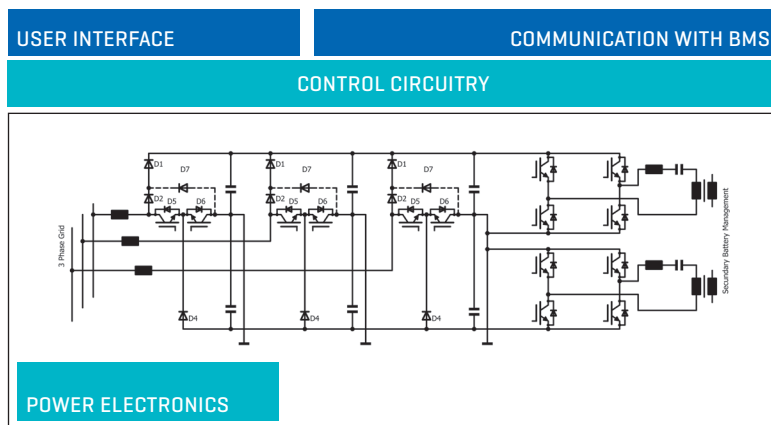 USER INTERFACE
COMMUNICATION WITH BMS
CONTROL CIRCUITRY
D1 D1 D1
D7 D7 D7
D2 D2 D2
D5 D6 D5 D6 D5 D6
3 Phase Grid
D4 D4 D4
Secundary Battery Management
POWER ELECTRONICS